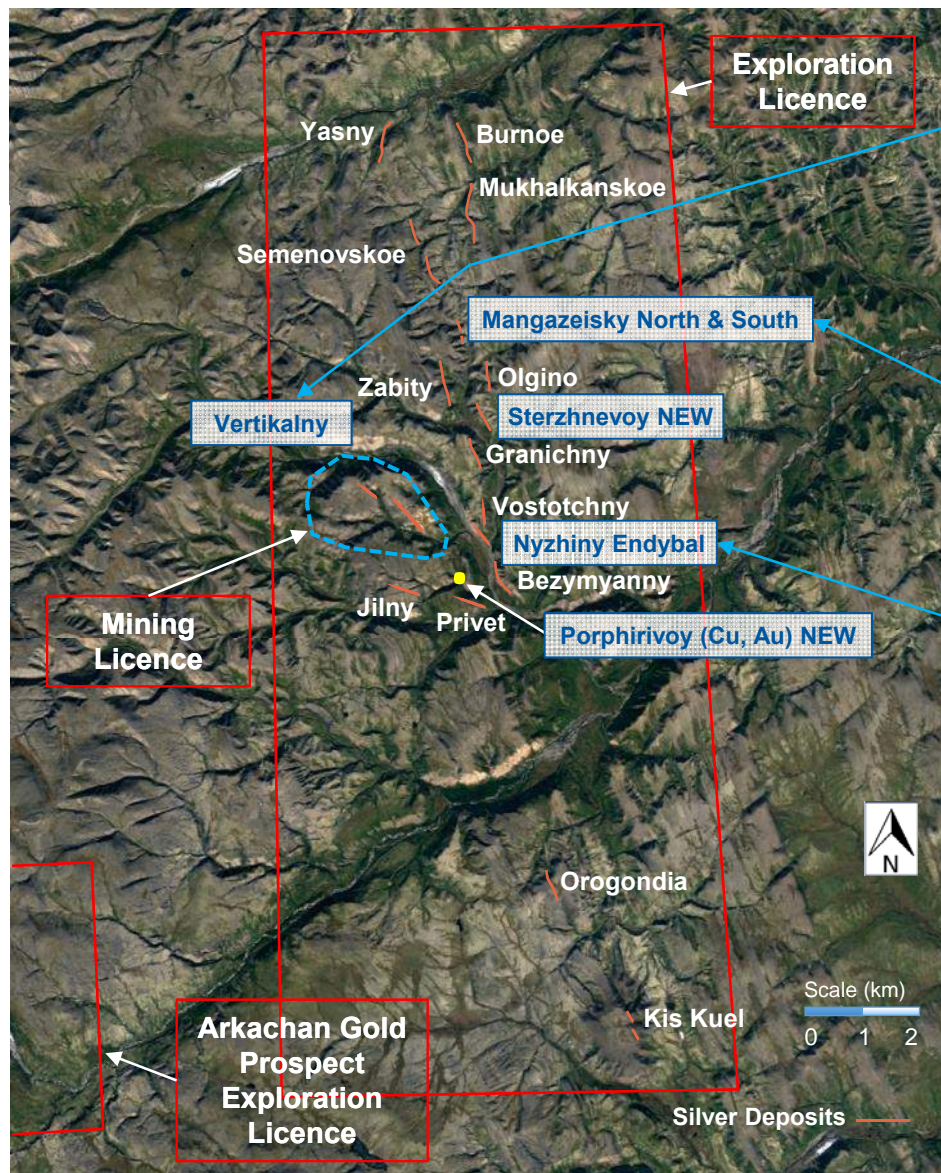 Exploration
Licence
Yasny
Burnoe
Mukhalkanskoe
Semenovskoe
Mangazeisky North & South
Zabity
Olgino
Vertikalny
Sterzhnevoy NEW
Granichny
Vostotchny
Nyzhiny Endybal
Bezymyanny
Jilny
Privet
Mining
Licence
Porphirivoy (Cu, Au) NEW
N
Orogondia
Scale (km)
0 1 2
Kis Kuel
Arkachan Gold
Prospect
Exploration
Licence
Silver Deposits